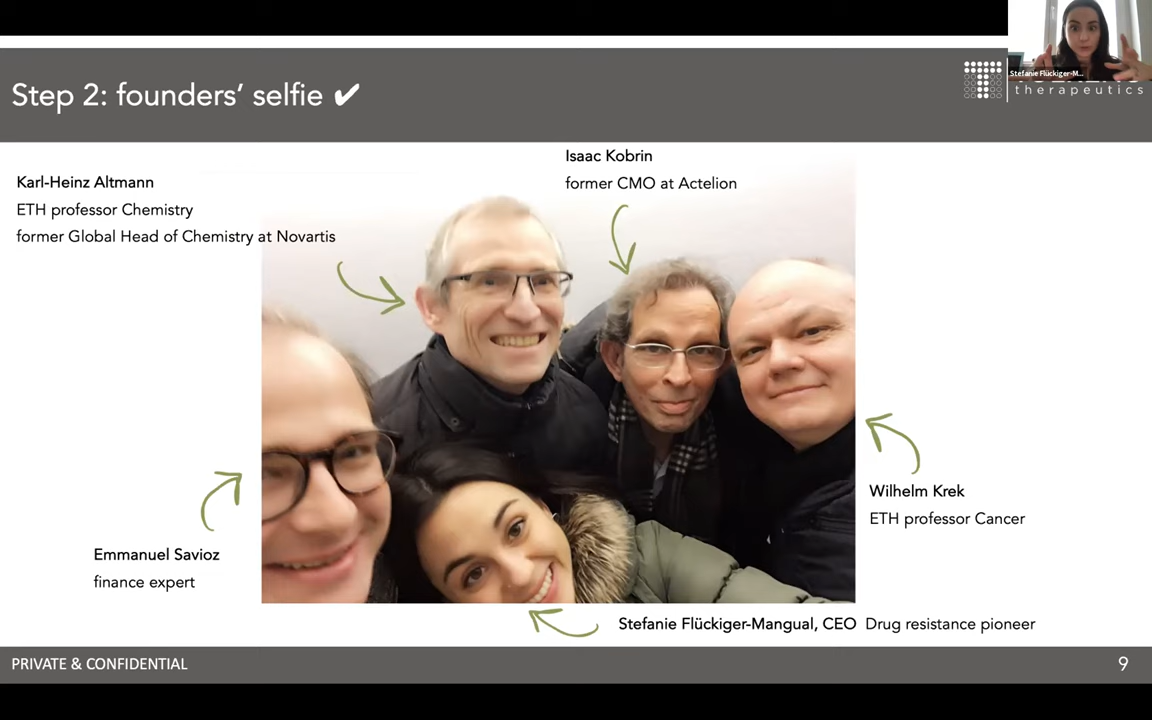 Stefanie Flückiger-M...
Step 2: founders’ selfie ✔
therapeutics
Isaac Kobrin
former CMO at Actelion
Karl-Heinz Altmann
ETH professor Chemistry
former Global Head of Chemistry at Novartis
Wilhelm Krek
ETH professor Cancer
Emmanuel Savioz
finance expert
Stefanie Flückiger-Mangual, CEO Drug resistance pioneer
PRIVATE & CONFIDENTIAL
9